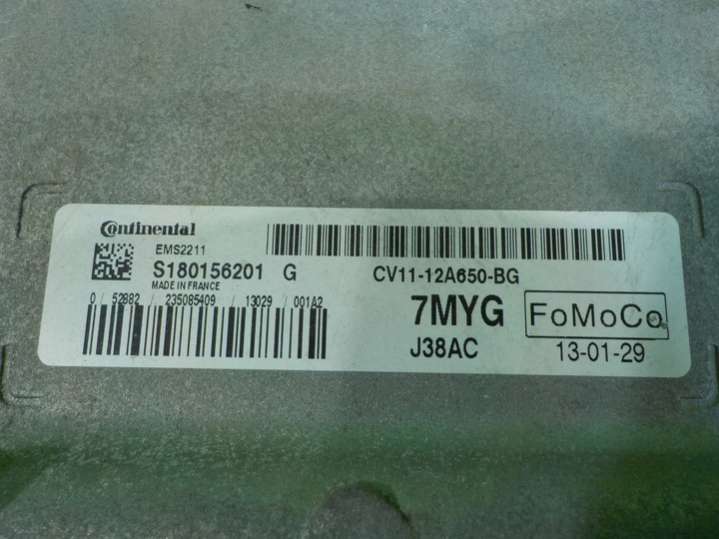 Continental
EMS2211
S180156201 G
MADE IN FRANCE
0 / 52882 / 235085409 / 13029 / 001A2
CV11-12A650-BG
7MYG
FoMoCo
J38AC
13-01-29